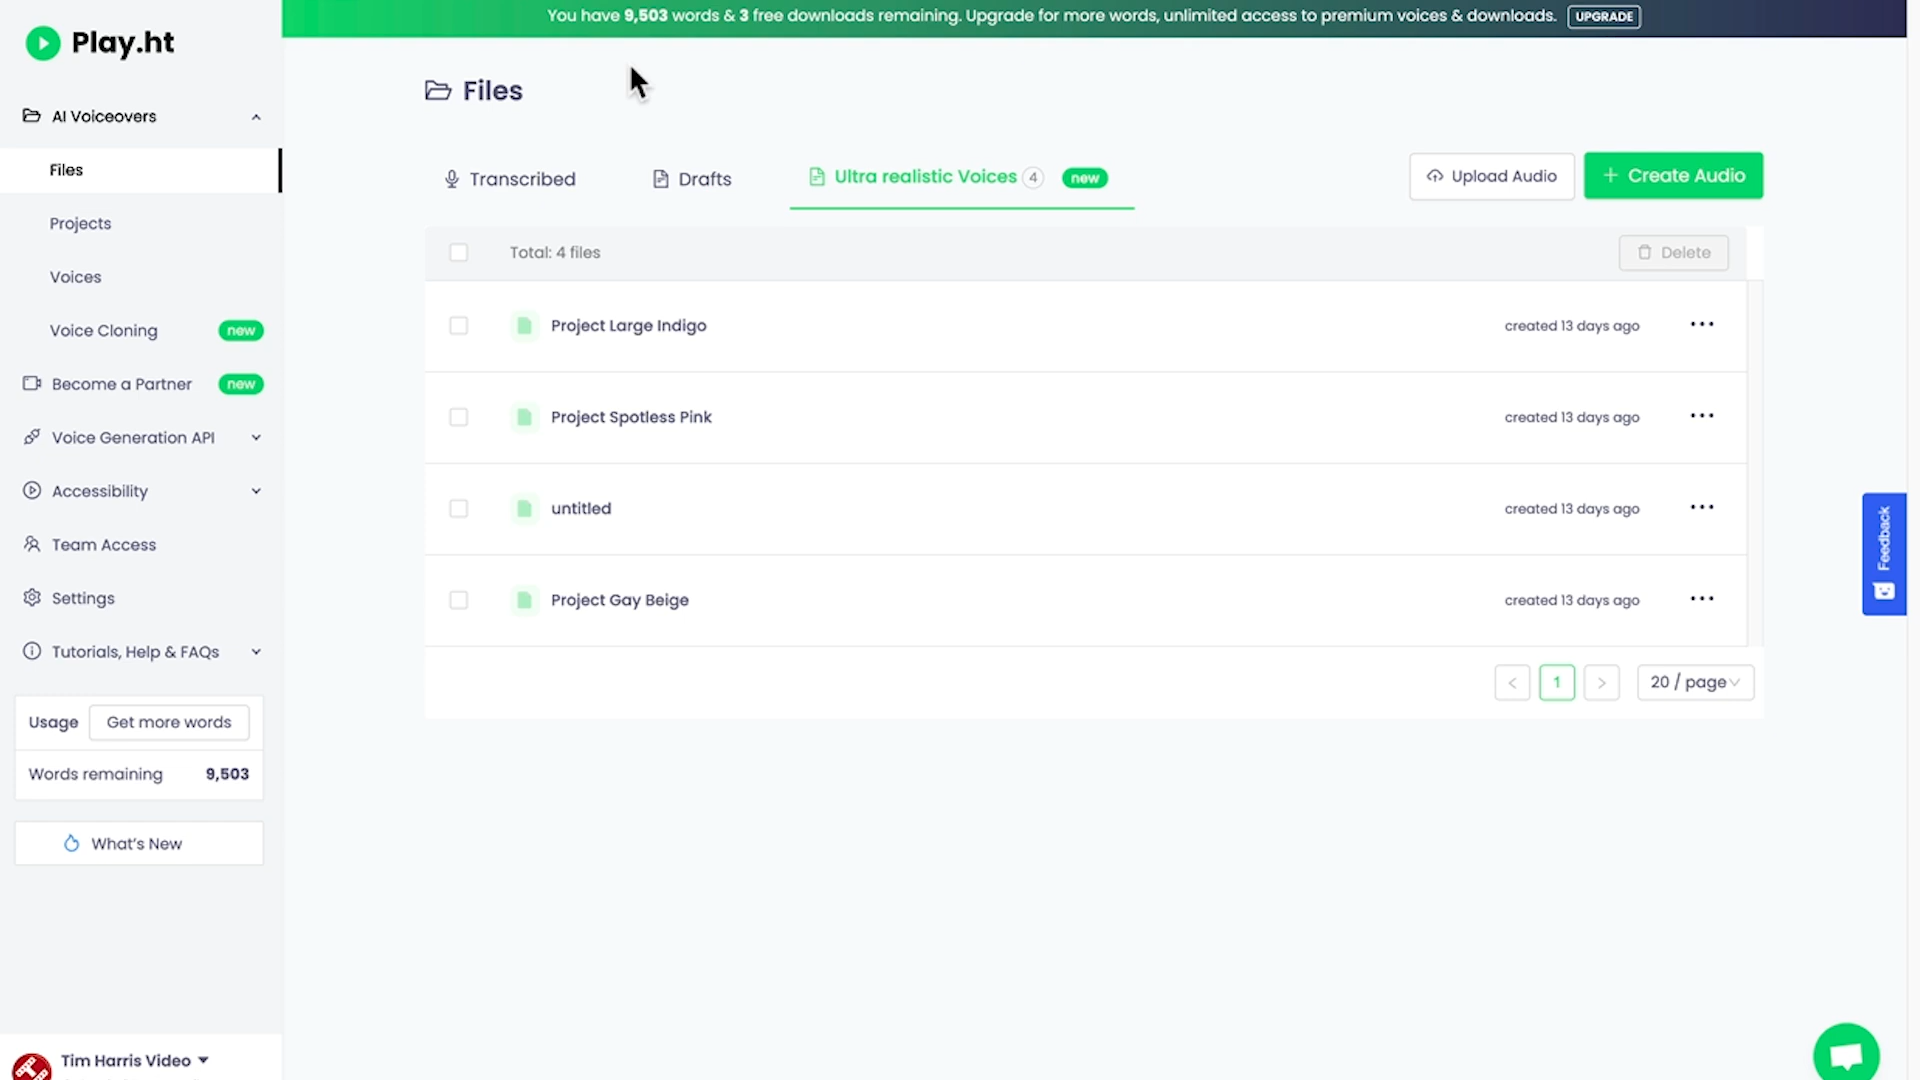 You have 9,503 words & 3 free downloads remaining. Upgrade for more words, unlimited access to premium voices & downloads. UPGRADE
Play.ht
AI Voiceovers
Files
Projects
Voices
Voice Cloning new
Become a Partner new
Voice Generation API
Accessibility
Team Access
Settings
Tutorials, Help & FAQs
Usage Get more words
Words remaining 9,503
What's New
Tim Harris Video
Files
Transcribed Drafts Ultra realistic Voices 4 new Upload Audio + Create Audio
Total: 4 files Delete
Project Large Indigo created 13 days ago
Project Spotless Pink created 13 days ago
untitled created 13 days ago
Project Gay Beige created 13 days ago
< 1 > 20 / page
Feedback